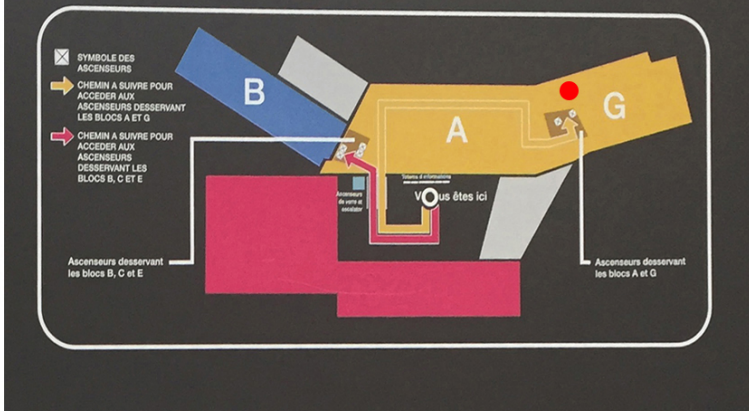 SYMBOLE DES
ASCENSEURS
CHEMIN A SUIVRE POUR
ACCEDER AUX
ASCENSEURS DESSERVANT
LES BLOCS A ET G
CHEMIN A SUIVRE POUR
ACCEDER AUX
ASCENSEURS
DESSERVANT LES
BLOCS B, C ET E
B
A
G
Ascenseurs
de verre et
escalator
Vous êtes ici
Ascenseurs desservant
les blocs B, C et E
Ascenseurs desservant
les blocs A et G